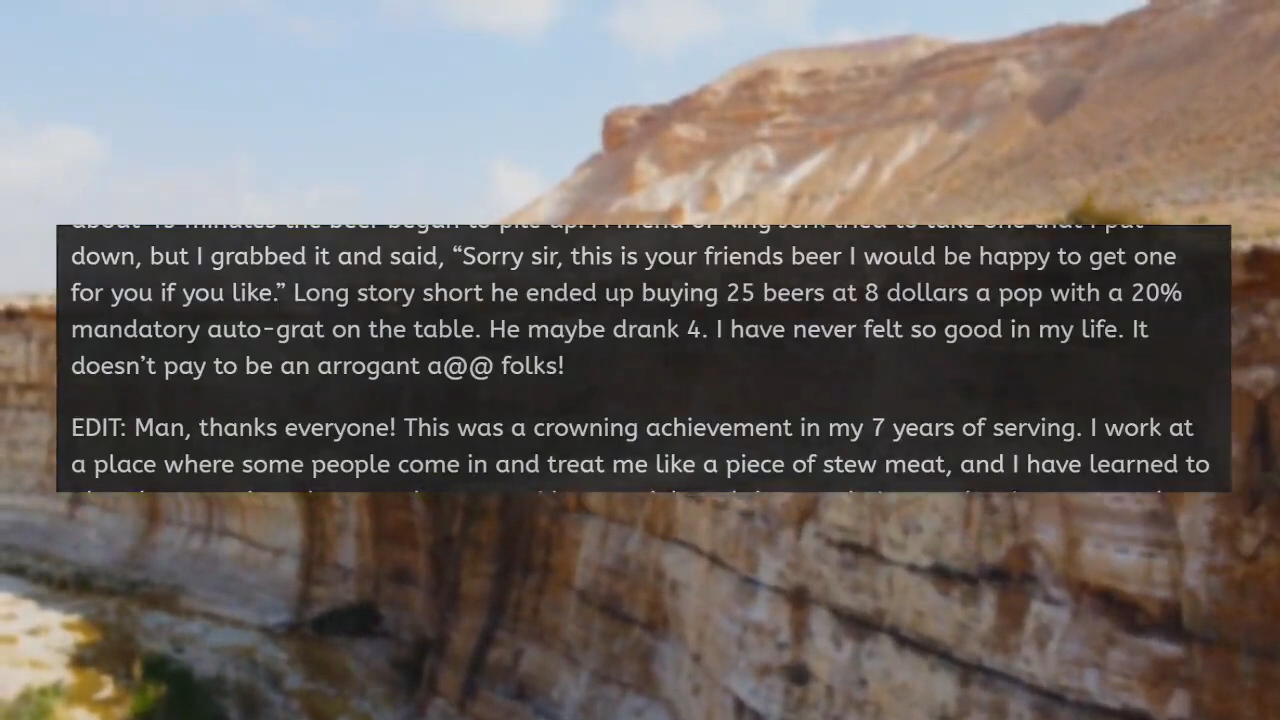 down, but I grabbed it and said, “Sorry sir, this is your friends beer I would be happy to get one
for you if you like.” Long story short he ended up buying 25 beers at 8 dollars a pop with a 20%
mandatory auto-grat on the table. He maybe drank 4. I have never felt so good in my life. It
doesn’t pay to be an arrogant a@@ folks!
EDIT: Man, thanks everyone! This was a crowning achievement in my 7 years of serving. I work at
a place where some people come in and treat me like a piece of stew meat, and I have learned to